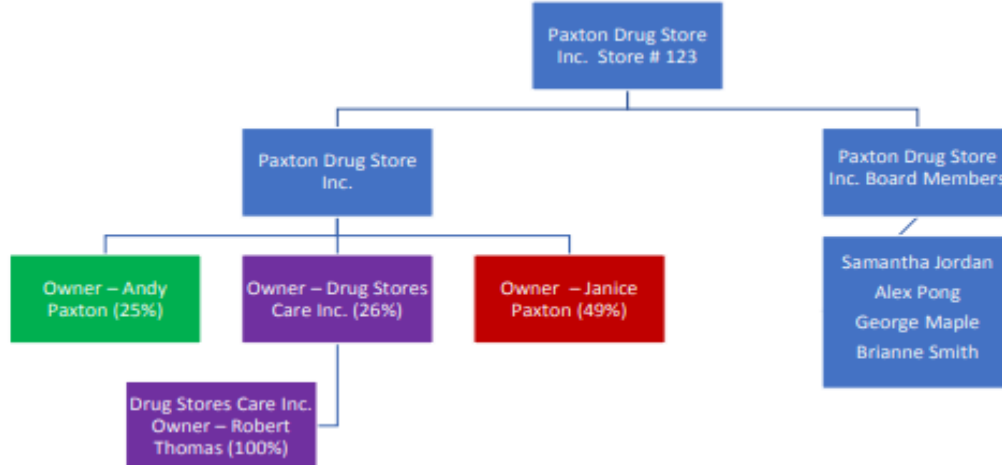 Paxton Drug Store
Inc.  Store # 123
Paxton Drug Store
Inc.
Paxton Drug Store
Inc. Board Members
Owner – Andy
Paxton (25%)
Owner – Drug Stores
Care Inc. (26%)
Owner  – Janice
Paxton (49%)
Samantha Jordan
Alex Pong
George Maple
Brianne Smith
Drug Stores Care Inc.
Owner – Robert
Thomas (100%)